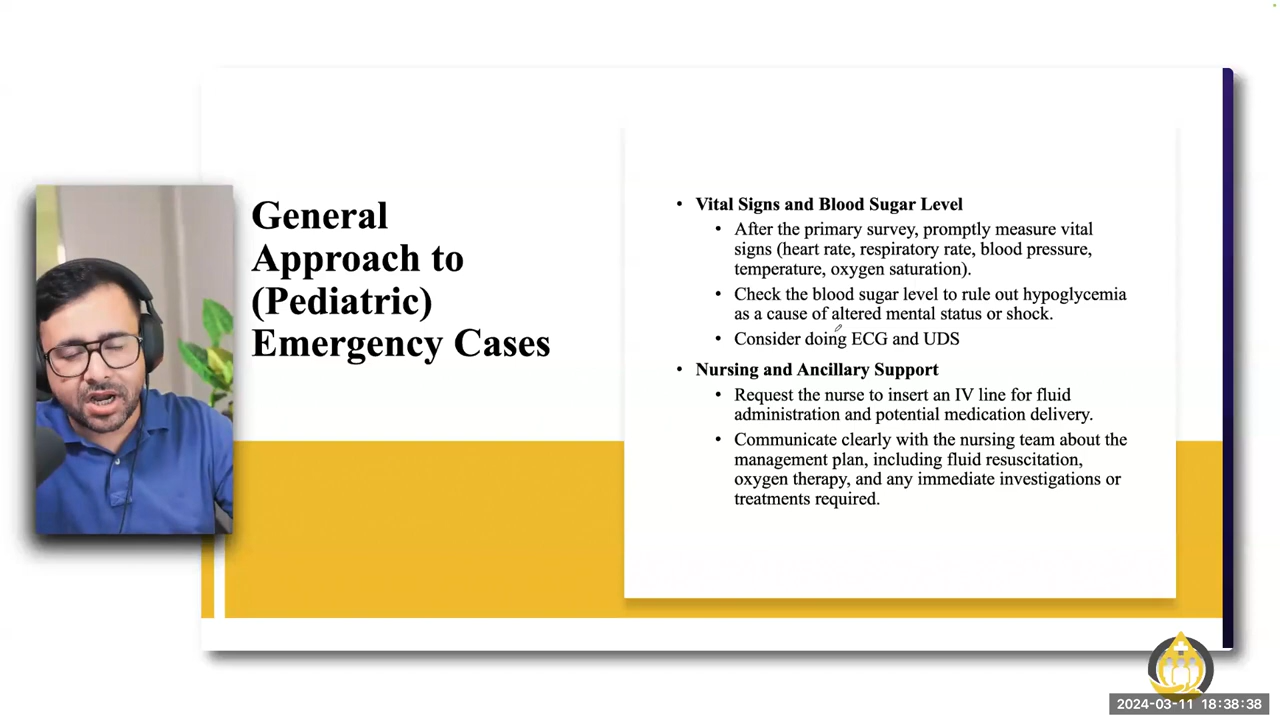 General
Approach to
(Pediatric)
Emergency Cases
• Vital Signs and Blood Sugar Level
• After the primary survey, promptly measure vital
signs (heart rate, respiratory rate, blood pressure,
temperature, oxygen saturation).
• Check the blood sugar level to rule out hypoglycemia
as a cause of altered mental status or shock.
• Consider doing ECG and UDS
• Nursing and Ancillary Support
• Request the nurse to insert an IV line for fluid
administration and potential medication delivery.
• Communicate clearly with the nursing team about the
management plan, including fluid resuscitation,
oxygen therapy, and any immediate investigations or
treatments required.
2024-03-11 18:38:38